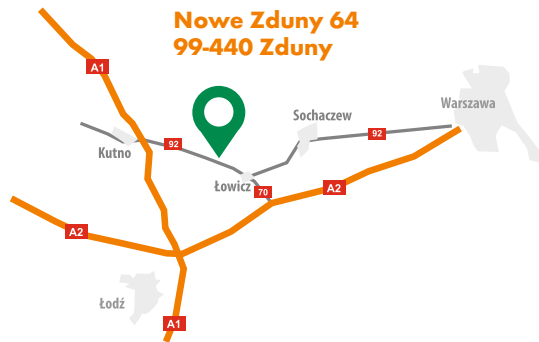 Nowe Zduny 64
99-440 Zduny
A1
Warszawa
Sochaczew
92
92
Kutno
Łowicz
70
A2
A2
Łódź
A1